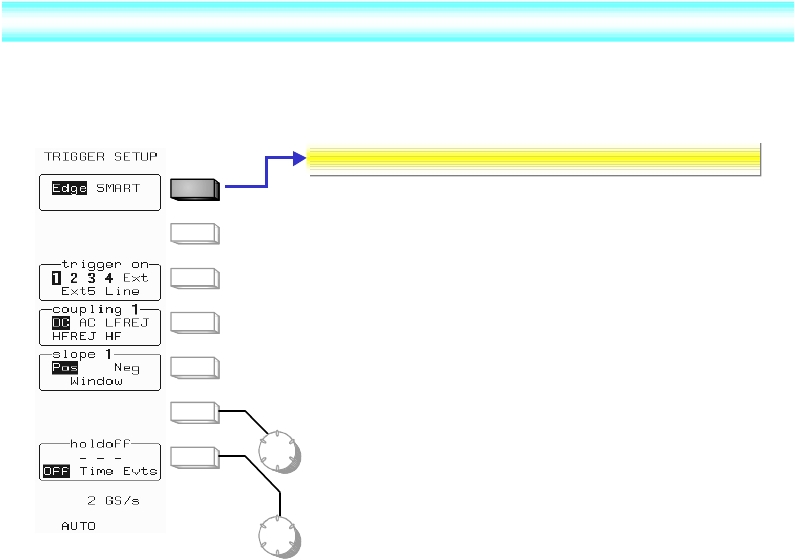 TRIGGER SETUP
Edge SMART
trigger on
1 2 3 4 Ext
Ext5 Line
coupling 1
DC AC LFREJ
HFREJ HF
slope 1
Pos Neg
Window
holdoff
- - -
Off Time Evts
2 GS/s
AUTO